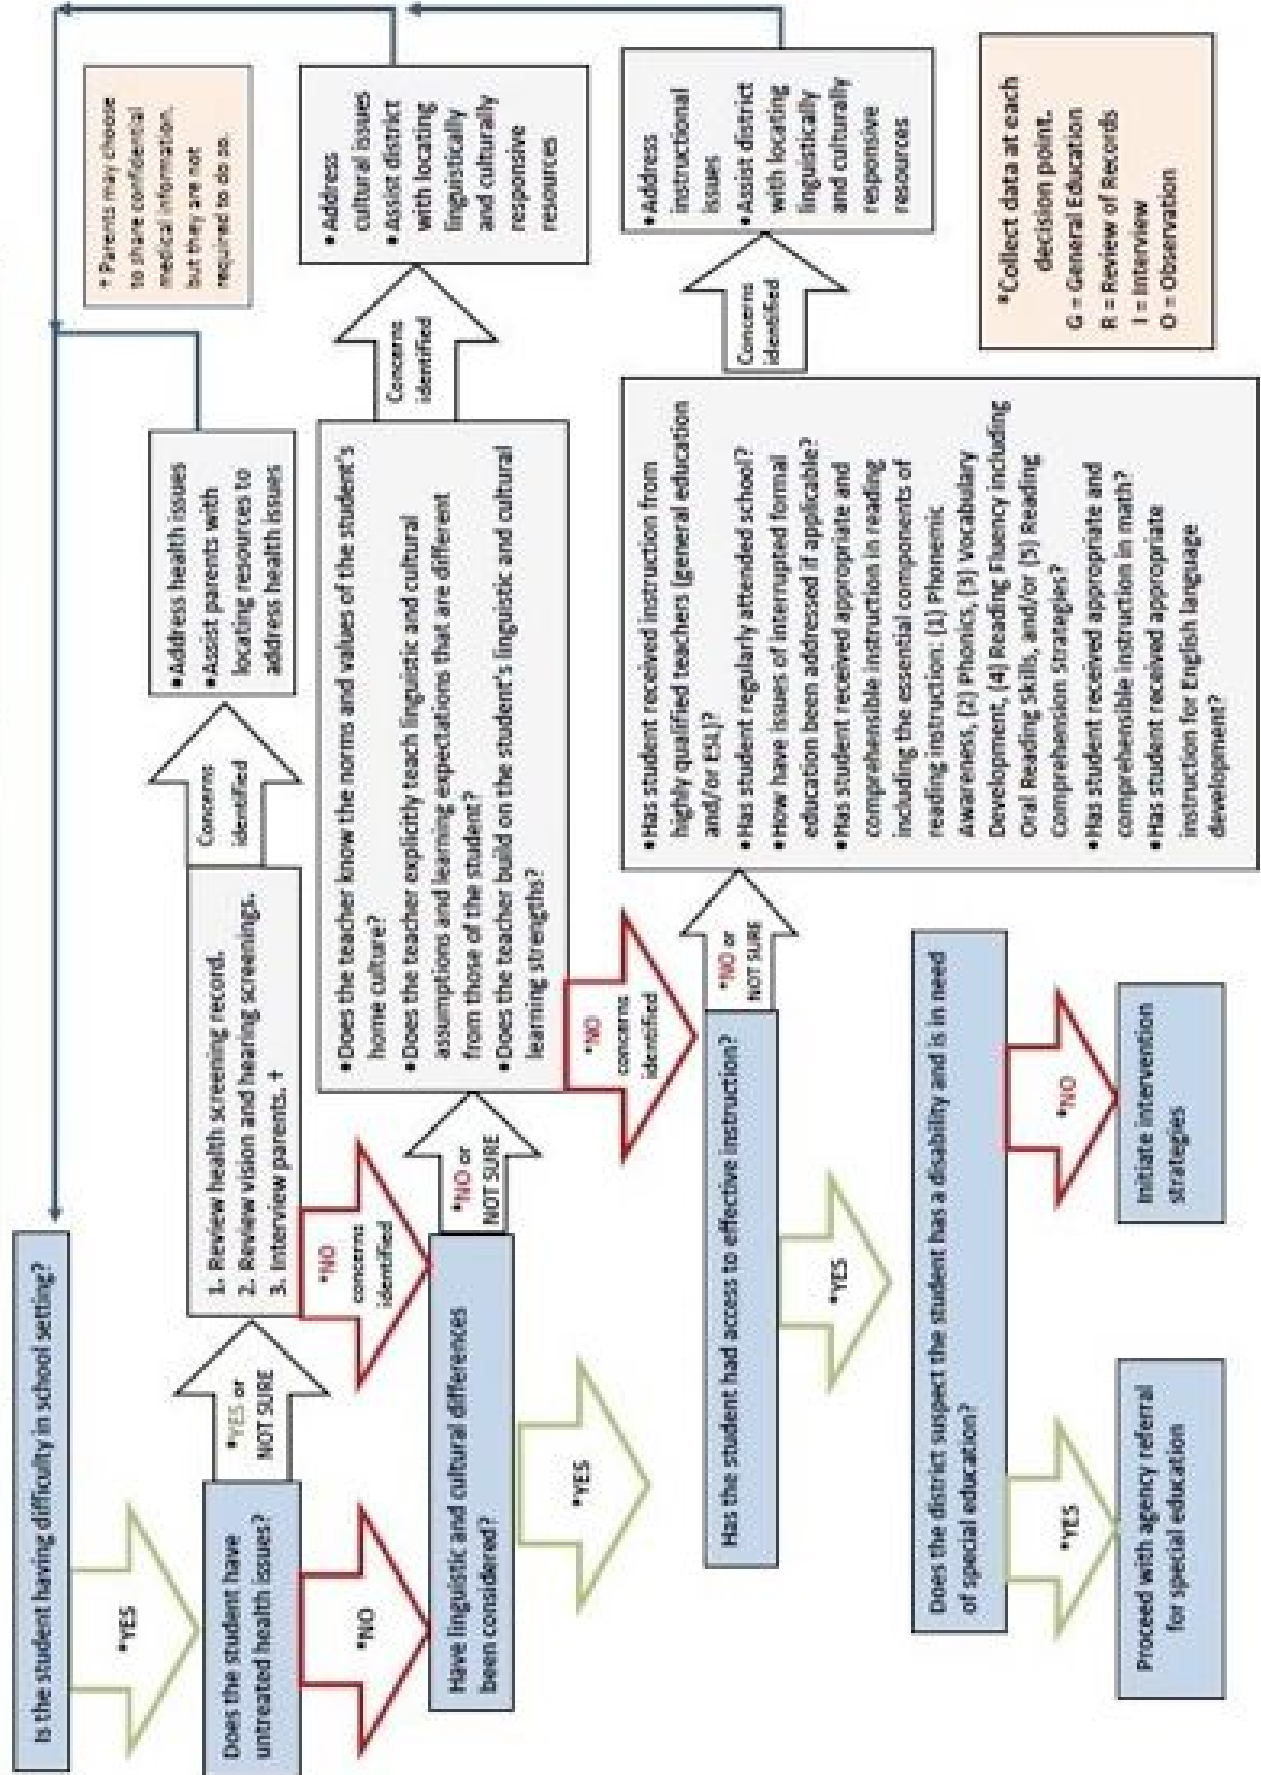 Is the student having difficulty in school setting?
*YES
Does the student have
untreated health issues?
*YES or
NOT SURE
1. Review health screening record.
2. Review vision and hearing screenings.
3. Interview parents. †
Concerns
identified
•Address health issues
•Assist parents with
locating resources to
address health issues
† Parents may choose
to share confidential
medical information,
but they are not
required to do so.
*NO
*NO
concerns
identified
Have linguistic and cultural differences
been considered?
*NO or
NOT SURE
•Does the teacher know the norms and values of the student's
home culture?
•Does the teacher explicitly teach linguistic and cultural
assumptions and learning expectations that are different
from those of the student?
•Does the teacher build on the student's linguistic and cultural
learning strengths?
Concerns
identified
•Address
cultural issues
•Assist district
with locating
linguistically
and culturally
responsive
resources
*YES
*NO
concerns
identified
Has the student had access to effective instruction?
*NO or
NOT SURE
•Has student received instruction from
highly qualified teachers (general education
and/or ESL)?
•Has student regularly attended school?
•How have issues of interrupted formal
education been addressed if applicable?
•Has student received appropriate and
comprehensible instruction in reading
including the essential components of
reading instruction: (1) Phonemic
Awareness, (2) Phonics, (3) Vocabulary
Development, (4) Reading Fluency including
Oral Reading Skills, and/or (5) Reading
Comprehension Strategies?
•Has student received appropriate and
comprehensible instruction in math?
•Has student received appropriate
instruction for English language
development?
Concerns
identified
•Address
instructional
issues
•Assist district
with locating
linguistically
and culturally
responsive
resources
*YES
Does the district suspect the student has a disability and is in need
of special education?
*YES
*NO
Proceed with agency referral
for special education
Initiate intervention
strategies
*Collect data at each
decision point.
G = General Education
R = Review of Records
I = Interview
O = Observation